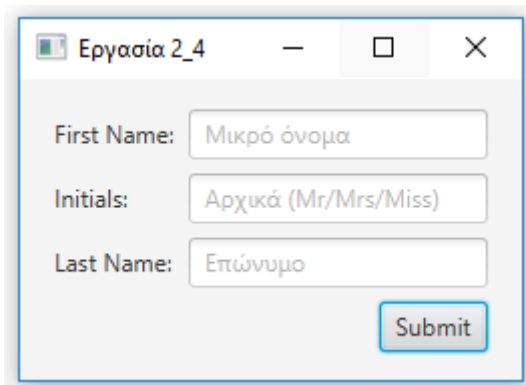 Εργασία 2_4
First Name: Μικρό όνομα
Initials: Αρχικά (Mr/Mrs/Miss)
Last Name: Επώνυμο
Submit